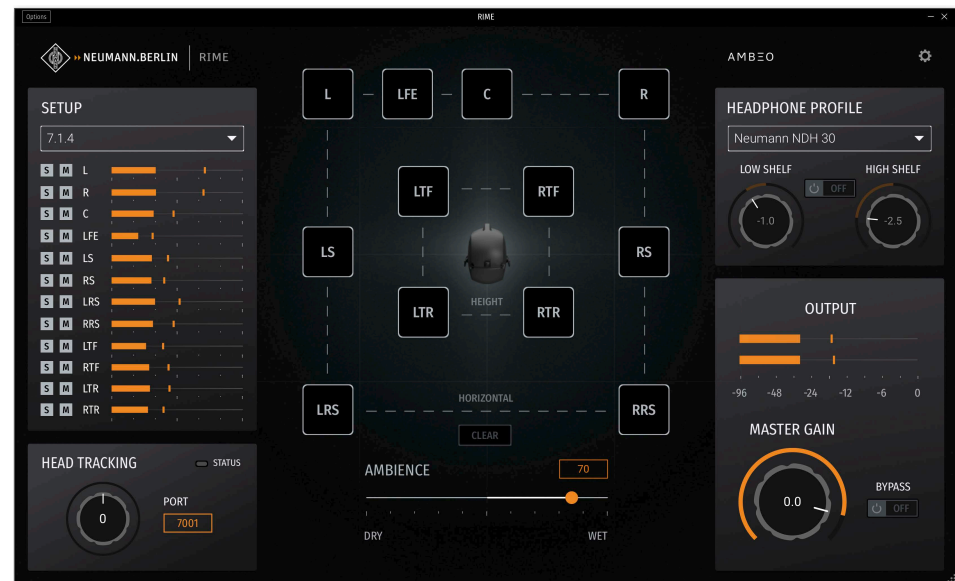 Options
RIME
NEUMANN.BERLIN RIME
AMBEO
SETUP
7.1.4
S M L
S M R
S M C
S M LFE
S M LS
S M RS
S M LRS
S M RRS
S M LTF
S M RTF
S M LTR
S M RTR
HEAD TRACKING
STATUS
0
PORT
7001
L
LFE
C
R
LTF
RTF
LS
RS
LTR
HEIGHT
RTR
LRS
HORIZONTAL
RRS
CLEAR
AMBIENCE
70
DRY
WET
HEADPHONE PROFILE
Neumann NDH 30
LOW SHELF
HIGH SHELF
OFF
-1.0
-2.5
OUTPUT
-96 -48 -24 -12 -6 0
MASTER GAIN
0.0
BYPASS
OFF